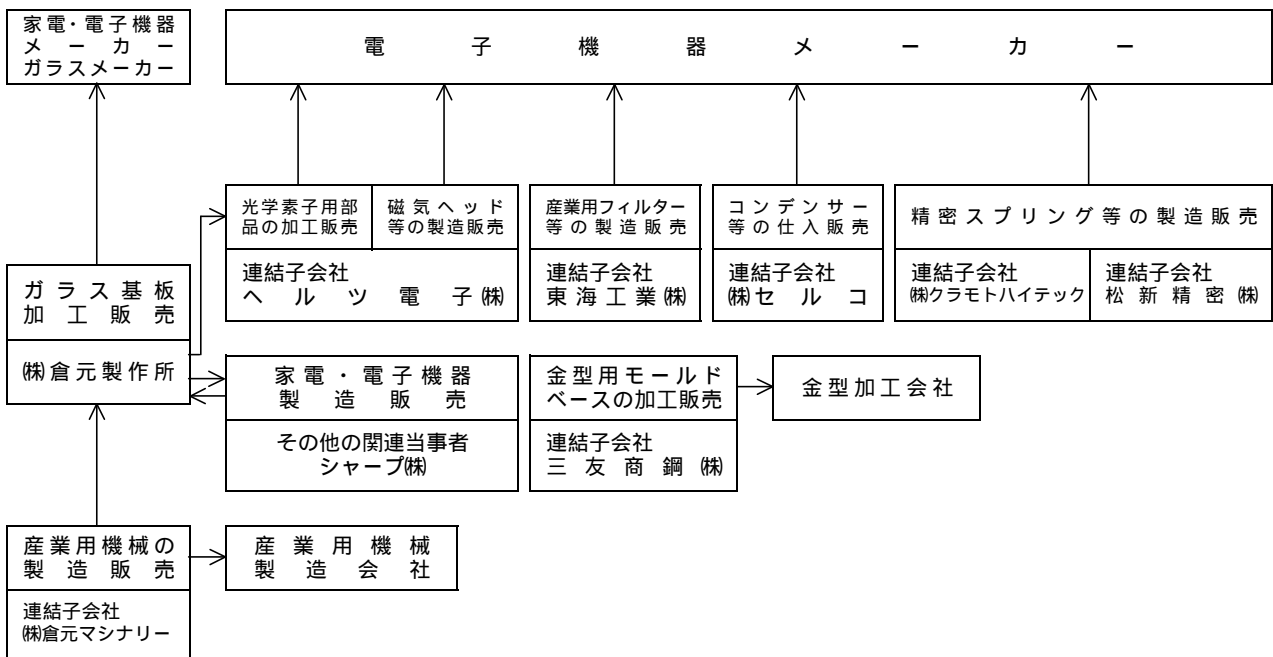 家電・電子機器
メーカー
ガラスメーカー
電子機器メーカー
光学素子用部
品の加工販売
磁気ヘッド
等の製造販売
連結子会社
ヘルツ電子㈱
産業用フィルター
等の製造販売
連結子会社
東海工業㈱
コンデンサー
等の仕入販売
連結子会社
㈱セルコ
精密スプリング等の製造販売
連結子会社
㈱クラモトハイテック
連結子会社
松新精密㈱
ガラス基板
加工販売
㈱倉元製作所
家電・電子機器
製造販売
その他の関連当事者
シャープ㈱
金型用モールド
ベースの加工販売
連結子会社
三友商鋼㈱
金型加工会社
産業用機械の
製造販売
連結子会社
㈱倉元マシナリー
産業用機械
製造会社